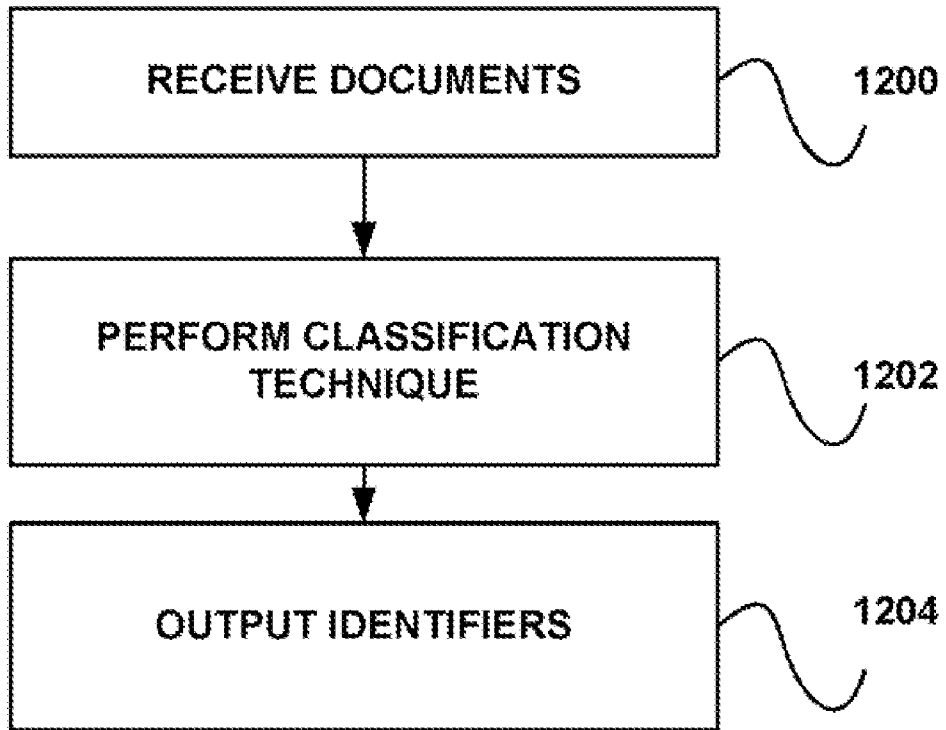 RECEIVE DOCUMENTS
1200
PERFORM CLASSIFICATION
TECHNIQUE
1202
OUTPUT IDENTIFIERS
1204